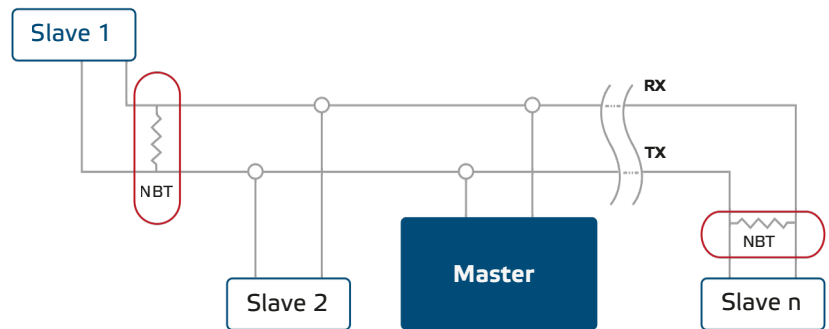 Slave 1
RX
TX
NBT
NBT
Master
Slave 2
Slave n